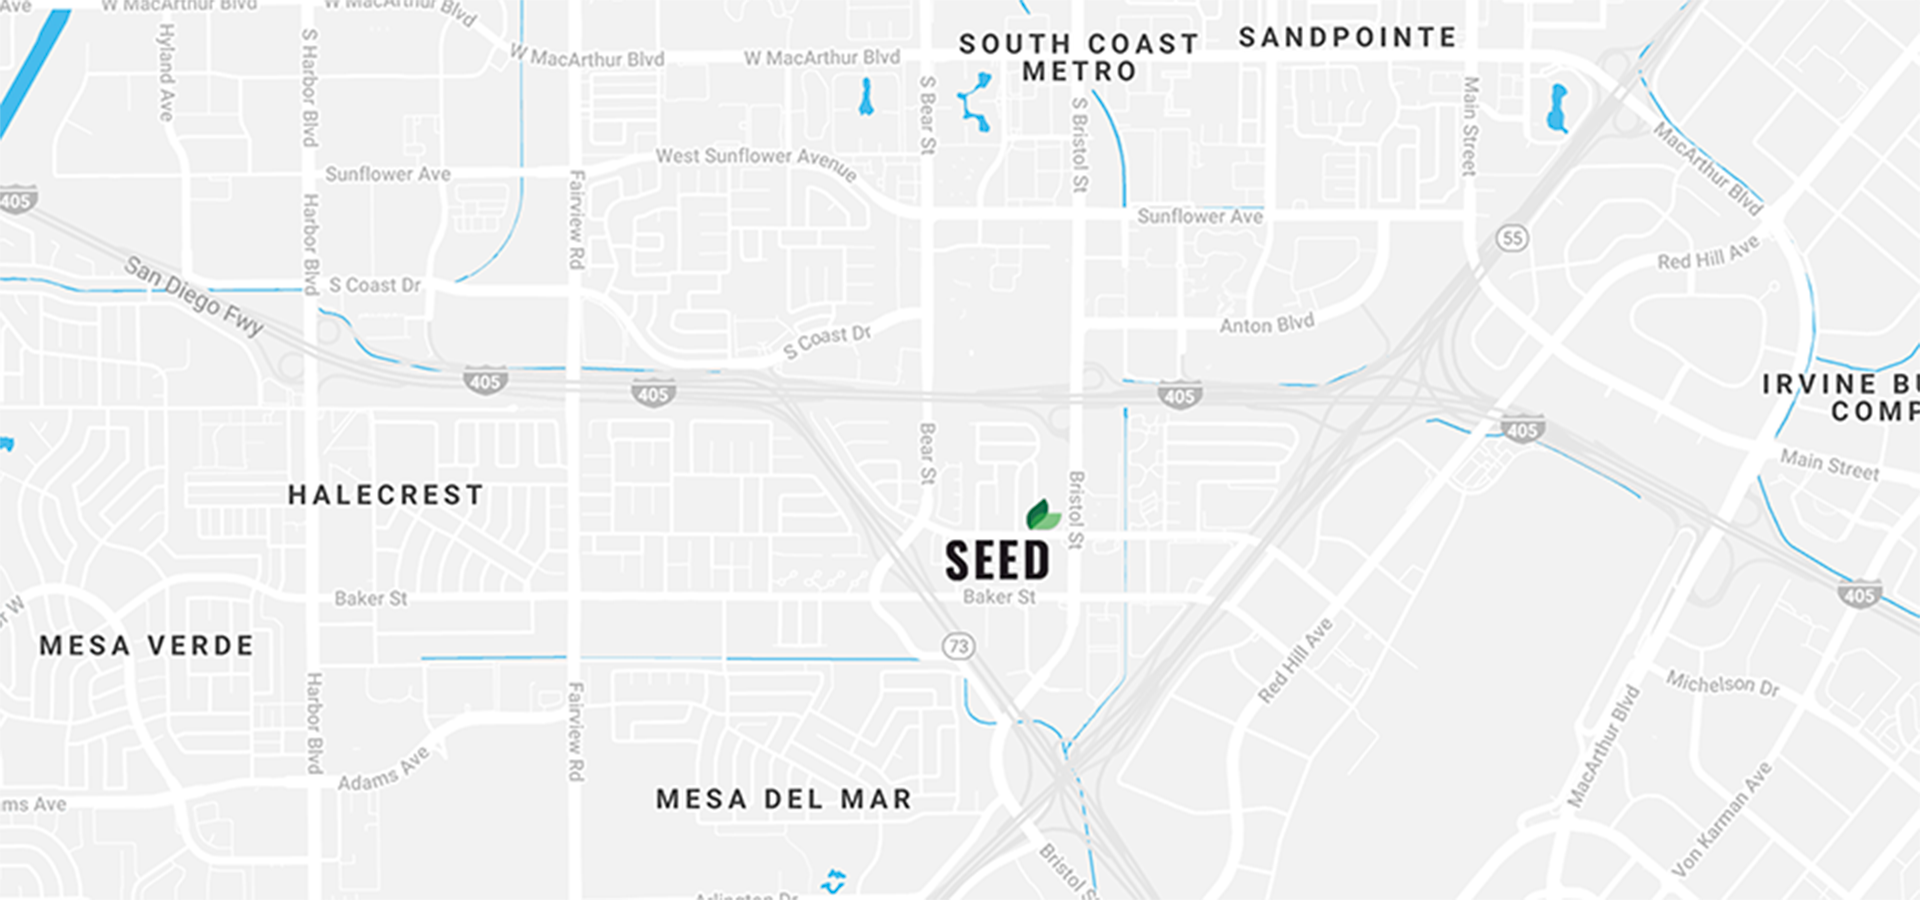 Ave
W MacArthur Blvd
W MacArthur Blvd
Hyland Ave
S Harbor Blvd
W MacArthur Blvd
W MacArthur Blvd
SOUTH COAST
METRO
SANDPOINTE
S Bear St
S Bristol St
Main Street
MacArthur Blvd
West Sunflower Avenue
Sunflower Ave
Fairview Rd
405
Harbor Blvd
Sunflower Ave
55
Red Hill Ave
San Diego Fwy
S Coast Dr
S Coast Dr
Anton Blvd
405
405
405
405
IRVINE BU
COMP
Main Street
Bear St
Bristol St
HALECREST
SEED
Baker St
Baker St
405
MESA VERDE
73
Red Hill Ave
Michelson Dr
Harbor Blvd
Fairview Rd
MacArthur Blvd
Adams Ave
ms Ave
MESA DEL MAR
Von Karman Ave
Bristol S
Arlington Dr